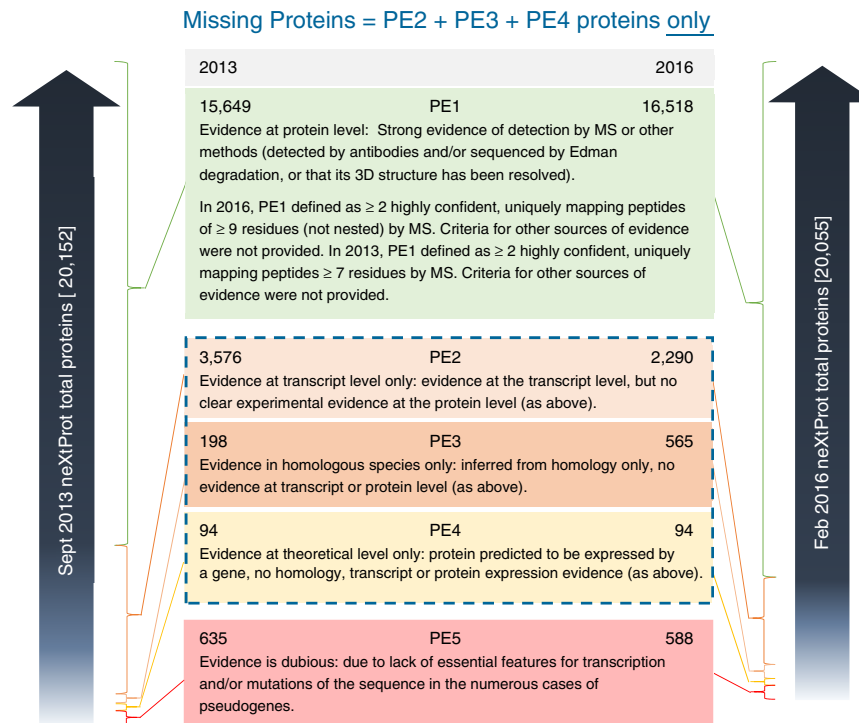 Missing Proteins = PE2 + PE3 + PE4 proteins only
2013 2016
15,649 PE1 16,518
Evidence at protein level: Strong evidence of detection by MS or other
methods (detected by antibodies and/or sequenced by Edman
degradation, or that its 3D structure has been resolved).
In 2016, PE1 defined as ≥ 2 highly confident, uniquely mapping peptides
of ≥ 9 residues (not nested) by MS. Criteria for other sources of evidence
were not provided. In 2013, PE1 defined as ≥ 2 highly confident, uniquely
mapping peptides ≥ 7 residues by MS. Criteria for other sources of
evidence were not provided.
3,576 PE2 2,290
Evidence at transcript level only: evidence at the transcript level, but no
clear experimental evidence at the protein level (as above).
198 PE3 565
Evidence in homologous species only: inferred from homology only, no
evidence at transcript or protein level (as above).
94 PE4 94
Evidence at theoretical level only: protein predicted to be expressed by
a gene, no homology, transcript or protein expression evidence (as above).
635 PE5 588
Evidence is dubious: due to lack of essential features for transcription
and/or mutations of the sequence in the numerous cases of
pseudogenes.
Sept 2013 neXtProt total proteins [ 20,152]
Feb 2016 neXtProt total proteins [20,055]